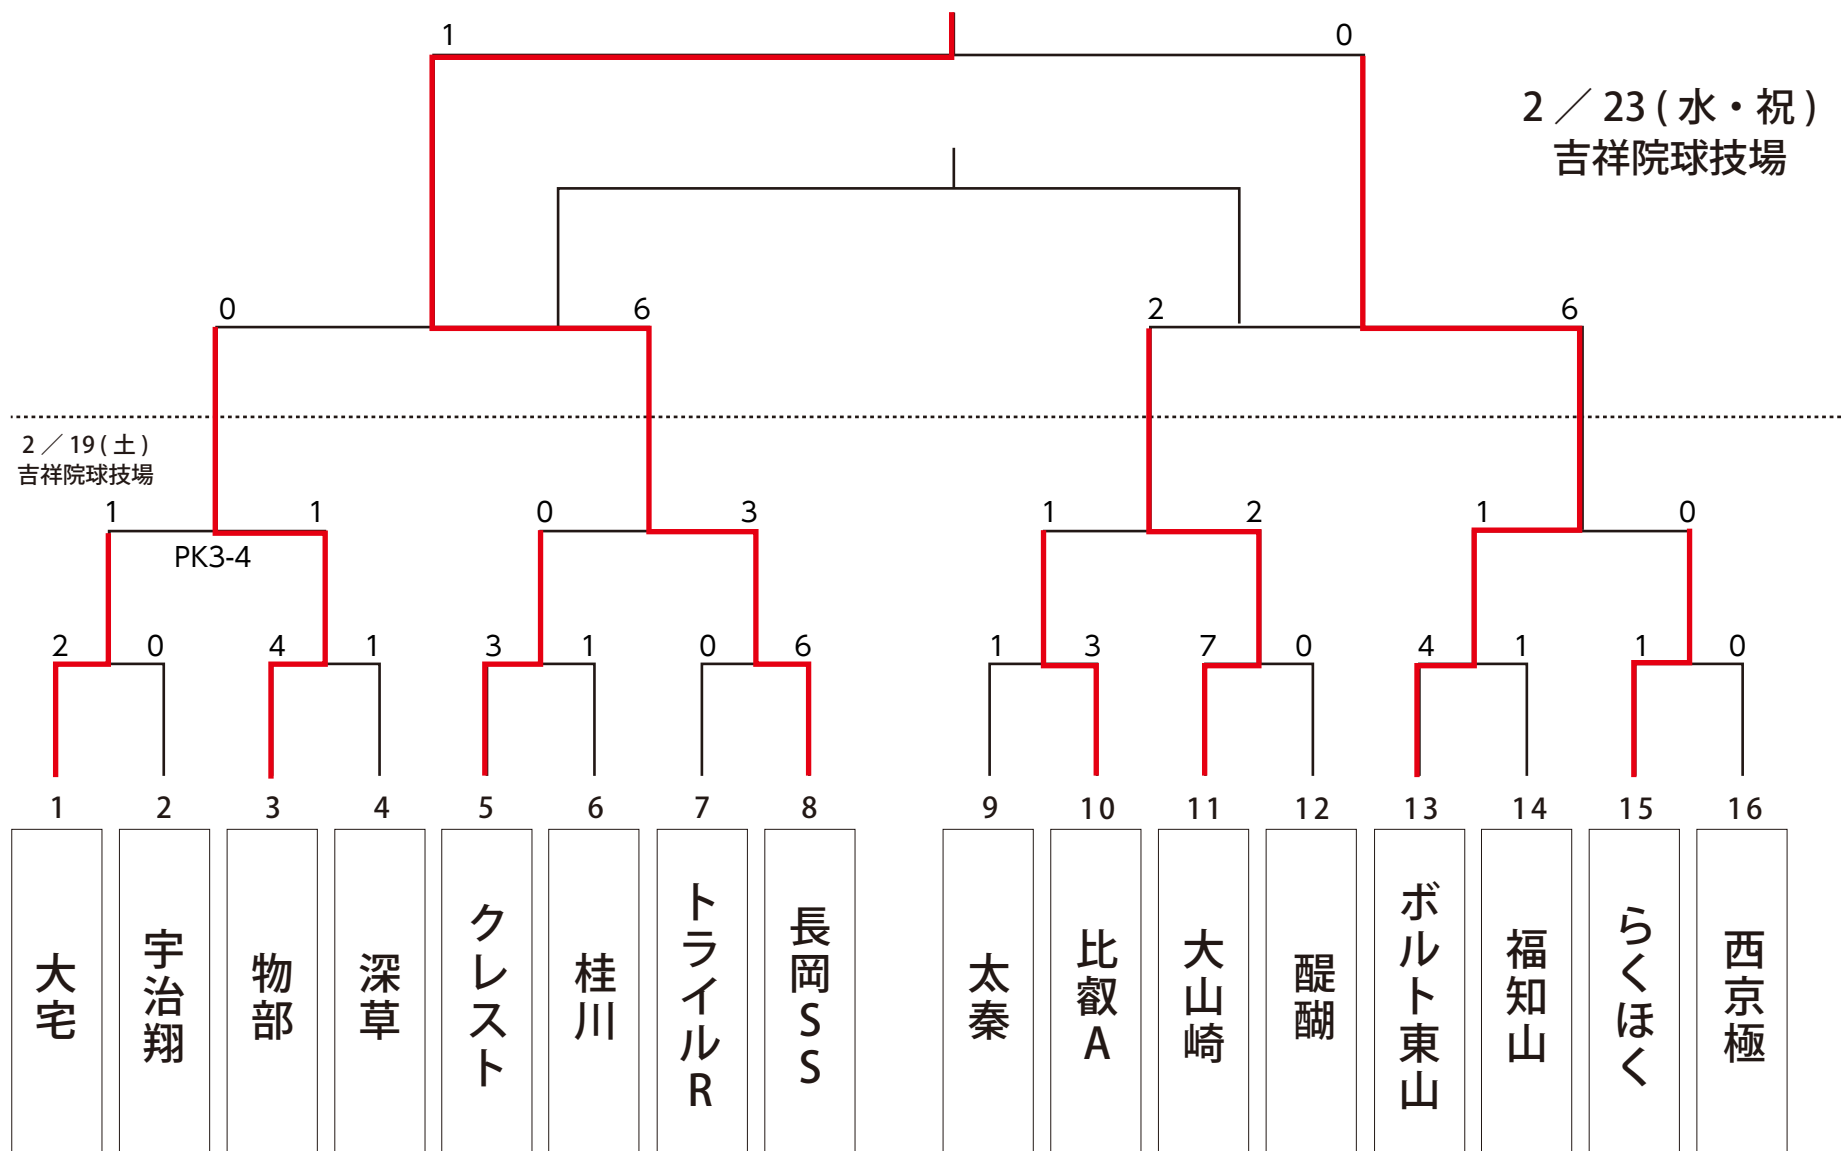 1 0
2 ／ 23 ( 水・祝 )
吉祥院球技場
0 6 2 6
2 ／ 19 ( 土 )
吉祥院球技場
1 1 0 3 1 2 1 0
PK3-4
2 0 4 1 3 1 0 6 1 3 7 0 4 1 1 0
1 2 3 4 5 6 7 8 9 10 11 12 13 14 15 16
大宅
宇治翔
物部
深草
クレスト
桂川
トライルR
長岡SS
太秦
比叡A
大山崎
醍醐
ボルト東山
福知山
らくほく
西京極